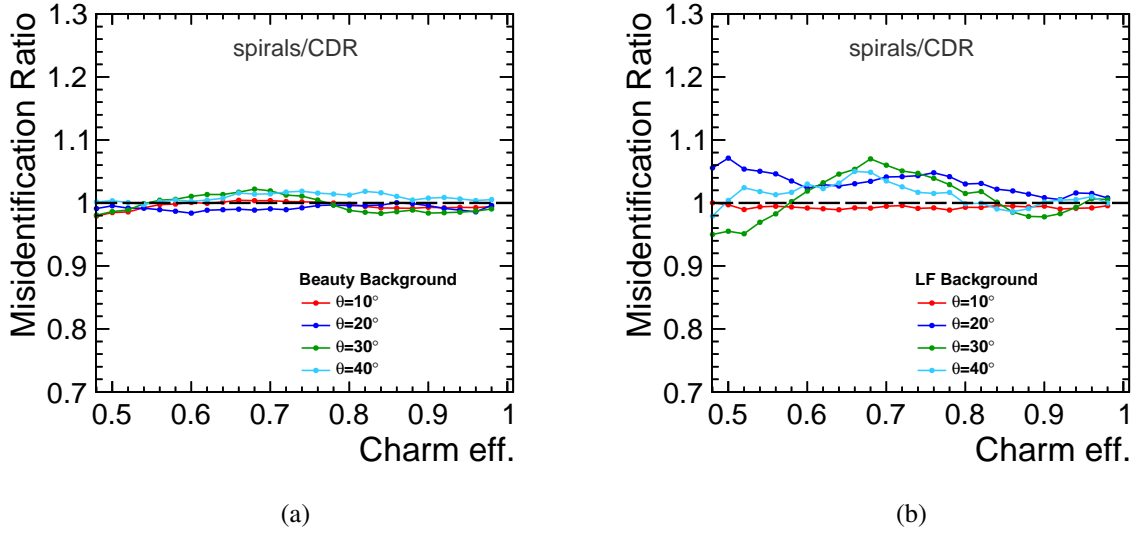 Misidentification Ratio
1.3
1.2
1.1
1
0.9
0.8
0.7
spirals/CDR
Beauty Background
θ=10°
θ=20°
θ=30°
θ=40°
0.5 0.6 0.7 0.8 0.9 1
Charm eff.
(a)
Misidentification Ratio
1.3
1.2
1.1
1
0.9
0.8
0.7
spirals/CDR
LF Background
θ=10°
θ=20°
θ=30°
θ=40°
0.5 0.6 0.7 0.8 0.9 1
Charm eff.
(b)